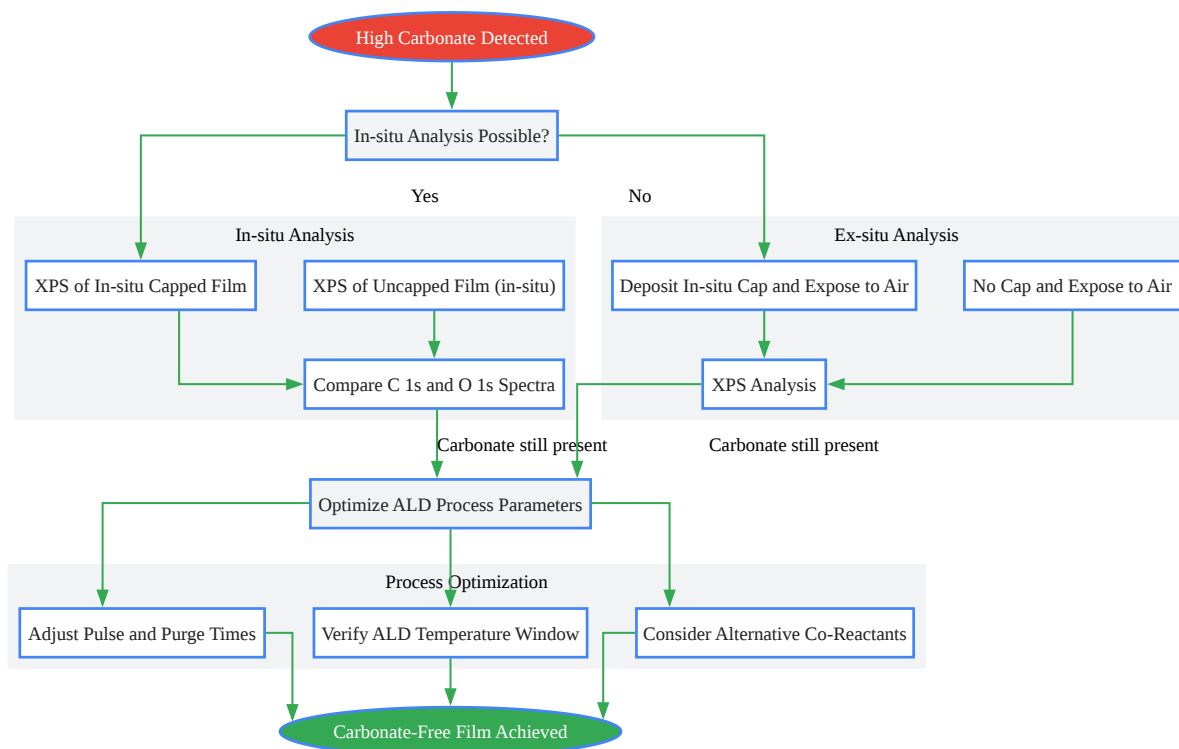 High Carbonate Detected
In-situ Analysis Possible?
Yes
No
In-situ Analysis
Ex-situ Analysis
XPS of In-situ Capped Film
XPS of Uncapped Film (in-situ)
Deposit In-situ Cap and Expose to Air
No Cap and Expose to Air
Compare C 1s and O 1s Spectra
XPS Analysis
Carbonate still present
Carbonate still present
Optimize ALD Process Parameters
Process Optimization
Adjust Pulse and Purge Times
Verify ALD Temperature Window
Consider Alternative Co-Reactants
Carbonate-Free Film Achieved